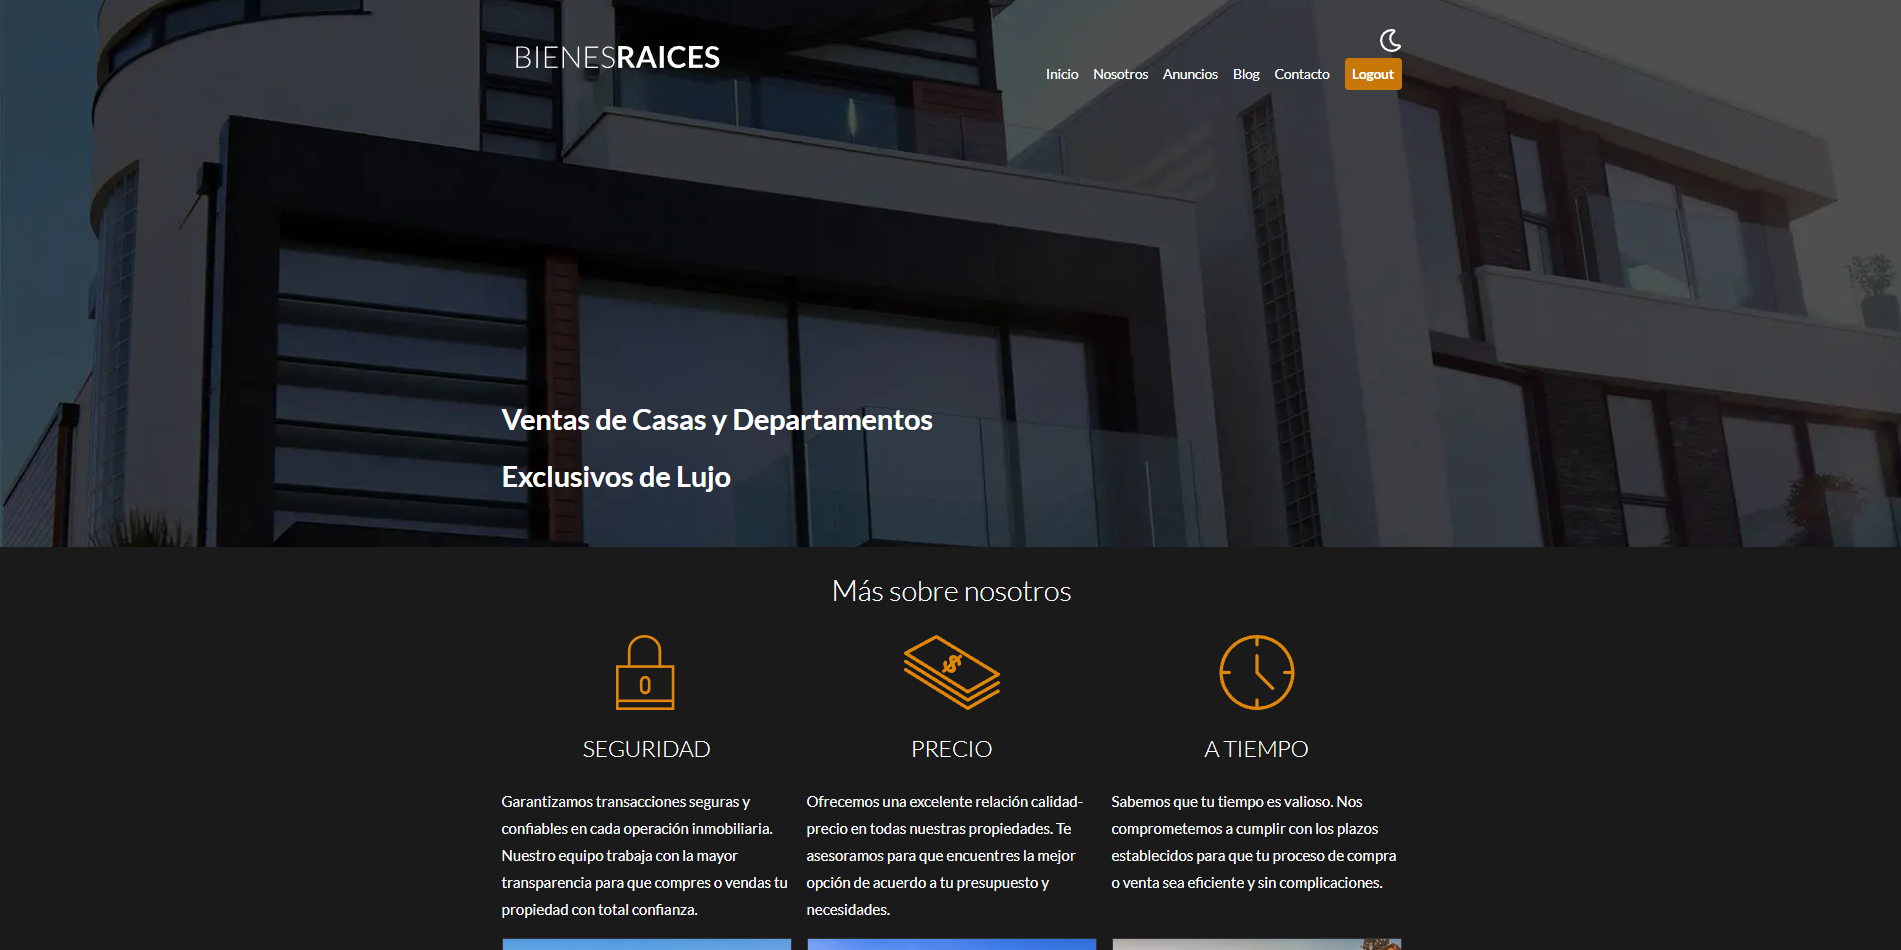 BIENESRAICES
Inicio Nosotros Anuncios Blog Contacto Logout
Ventas de Casas y Departamentos
Exclusivos de Lujo
Más sobre nosotros
SEGURIDAD
Garantizamos transacciones seguras y
confiables en cada operación inmobiliaria.
Nuestro equipo trabaja con la mayor
transparencia para que compres o vendas tu
propiedad con total confianza.
PRECIO
Ofrecemos una excelente relación calidad-
precio en todas nuestras propiedades. Te
asesoramos para que encuentres la mejor
opción de acuerdo a tu presupuesto y
necesidades.
A TIEMPO
Sabemos que tu tiempo es valioso. Nos
comprometemos a cumplir con los plazos
establecidos para que tu proceso de compra
o venta sea eficiente y sin complicaciones.